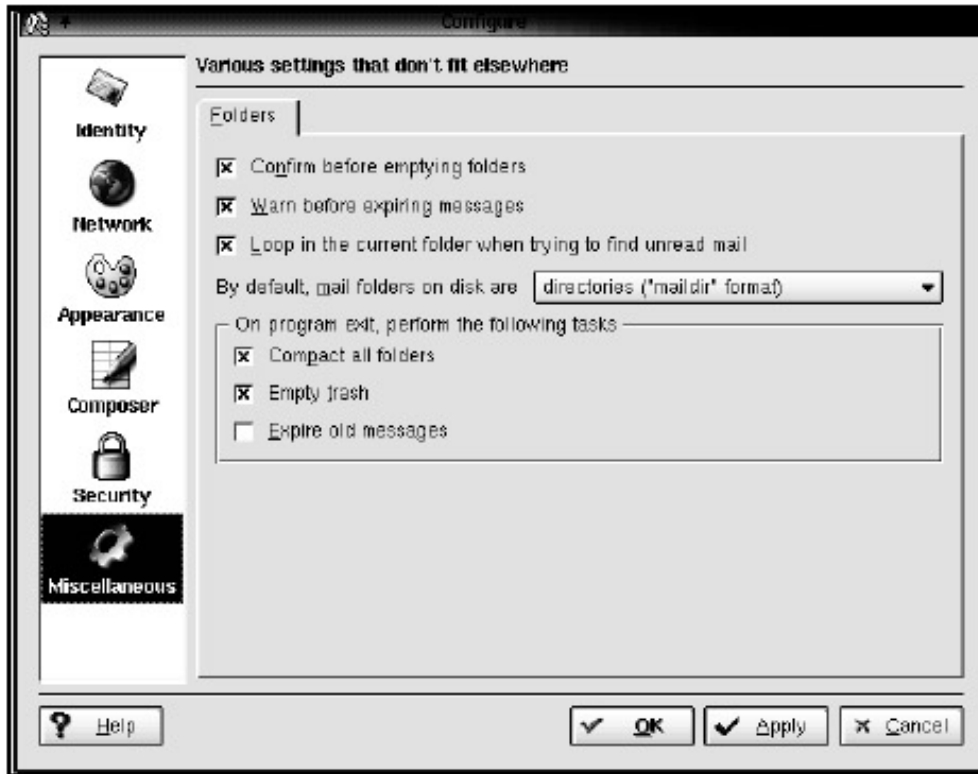 Configure
Identity
Network
Appearance
Composer
Security
Miscellaneous
Various settings that don't fit elsewhere
Folders
Confirm before emptying folders
Warn before expiring messages
Loop in the current folder when trying to find unread mail
By default, mail folders on disk are directories ("maildir" format)
On program exit, perform the following tasks
Compact all folders
Empty trash
Expire old messages
? Help
OK
Apply
Cancel